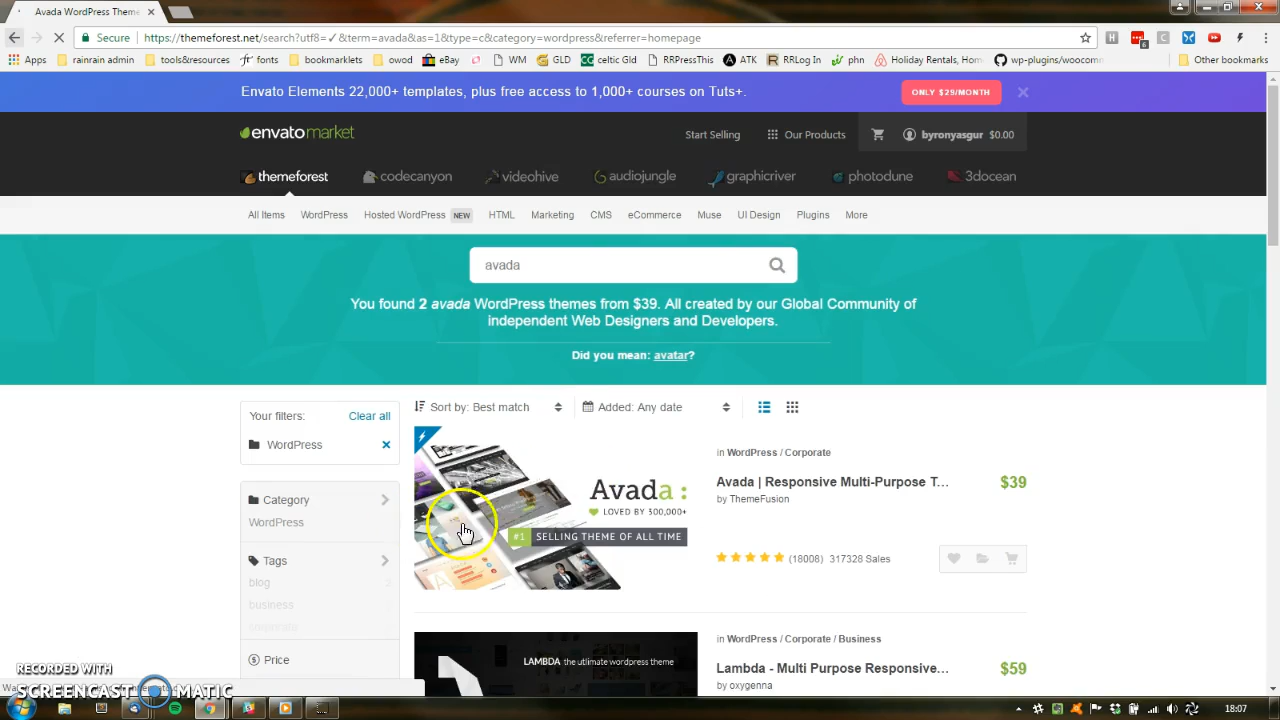 Avada WordPress Theme
Secure https://themeforest.net/search?utf8=✓&term=avada&as=1&type=c&category=wordpress&referrer=homepage
Apps rainrain admin tools&resources fonts bookmarklets owod eBay WM GLD celtic Gld RRPressThis ATK RRLog In phn Holiday Rentals, Home wp-plugins/woocom Other bookmarks
Envato Elements 22,000+ templates, plus free access to 1,000+ courses on Tuts+.
ONLY $29/MONTH
envatomarket
Start Selling Our Products byronyasgur $0.00
themeforest codecanyon videohive audiojungle graphicriver photodune 3docean
All Items WordPress Hosted WordPress NEW HTML Marketing CMS eCommerce Muse UI Design Plugins More
avada
You found 2 avada WordPress themes from $39. All created by our Global Community of
independent Web Designers and Developers.
Did you mean: avatar?
Your filters: Clear all
WordPress
Category
WordPress
Tags
blog 2
business
corporate
Price
Sort by: Best match Added: Any date
Avada :
LOVED BY 300,000+
#1 SELLING THEME OF ALL TIME
in WordPress / Corporate
Avada | Responsive Multi-Purpose T... $39
by ThemeFusion
(18008) 317328 Sales
LAMBDA the utlimate wordpress theme
in WordPress / Corporate / Business
Lambda - Multi Purpose Responsive... $59
by oxygenna
RECORDED WITH
SCREENCAST MATIC
18:07